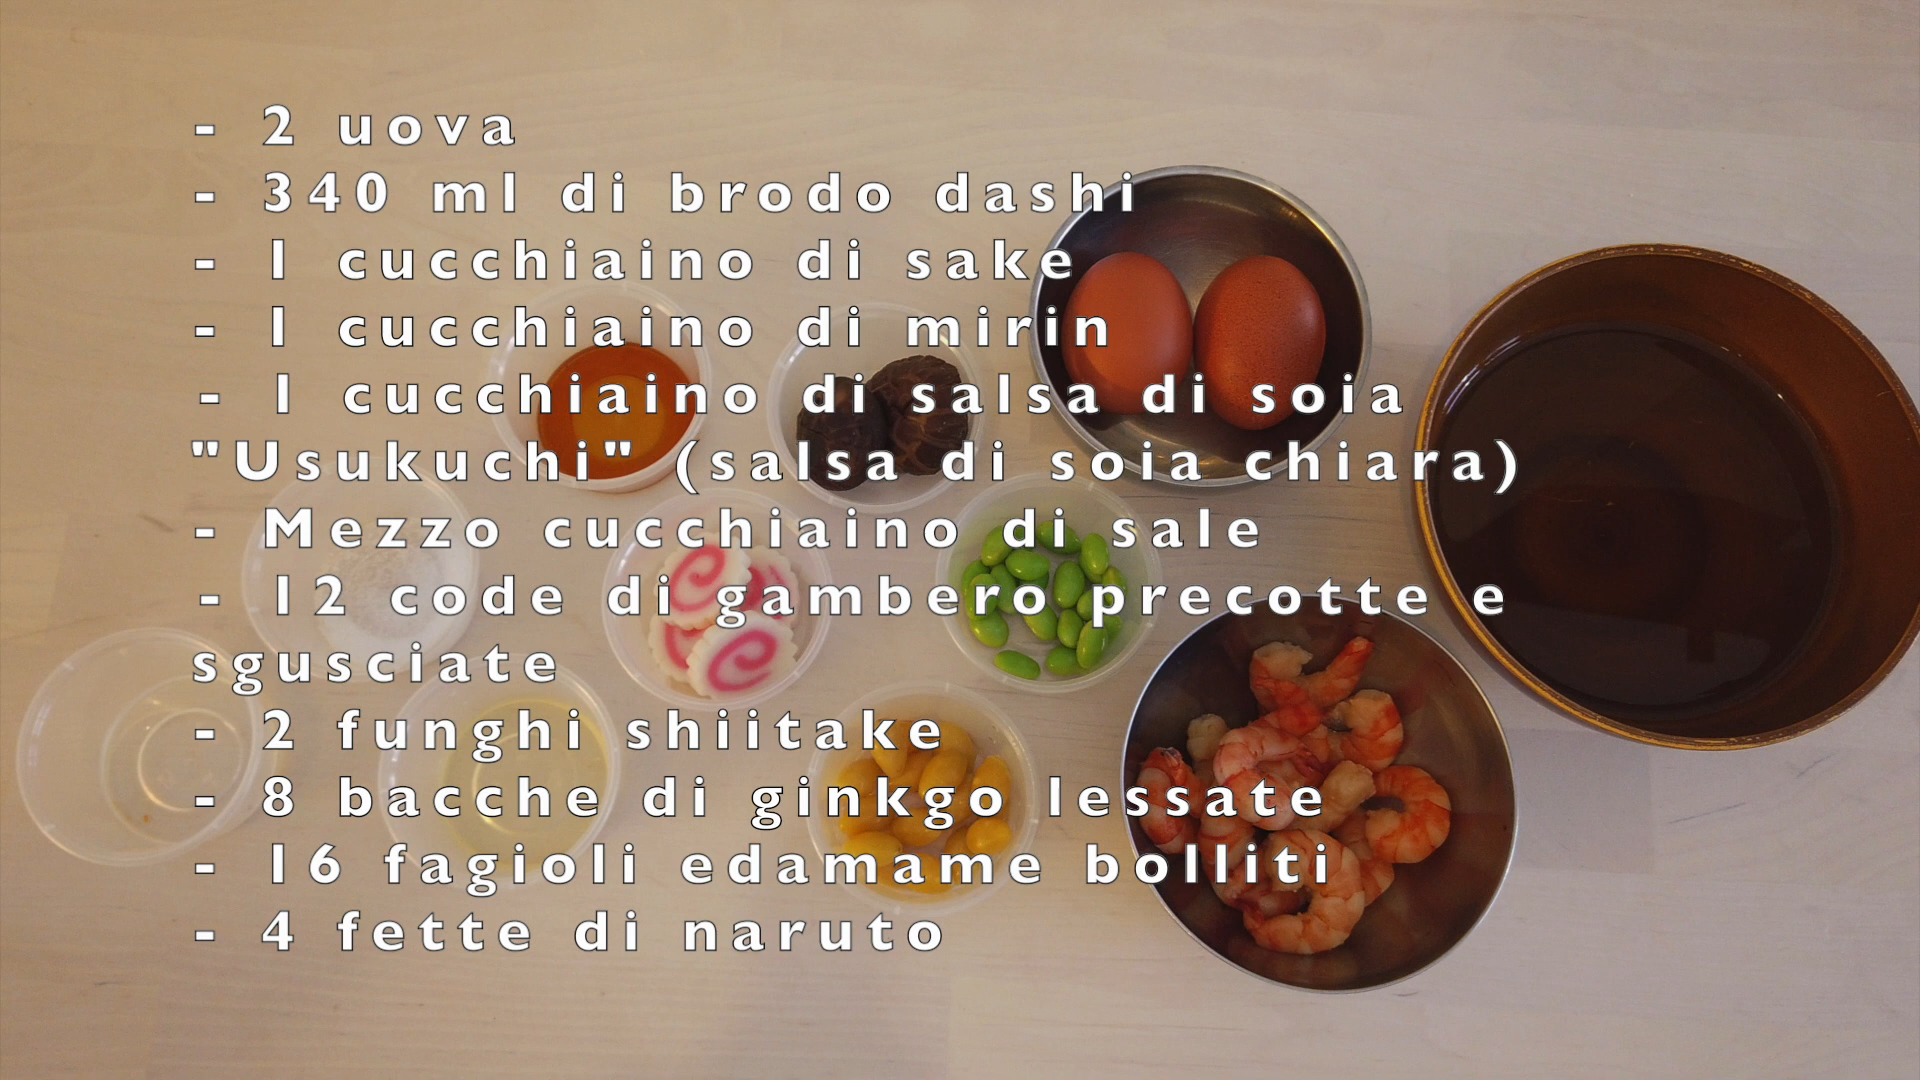 - 2 uova
- 340 ml di brodo dashi
- 1 cucchiaino di sake
- 1 cucchiaino di mirin
- 1 cucchiaino di salsa di soia
"Usukuchi" (salsa di soia chiara)
- Mezzo cucchiaino di sale
- 12 code di gambero precotte e
sgusciate
- 2 funghi shiitake
- 8 bacche di ginkgo lessate
- 16 fagioli edamame bolliti
- 4 fette di naruto